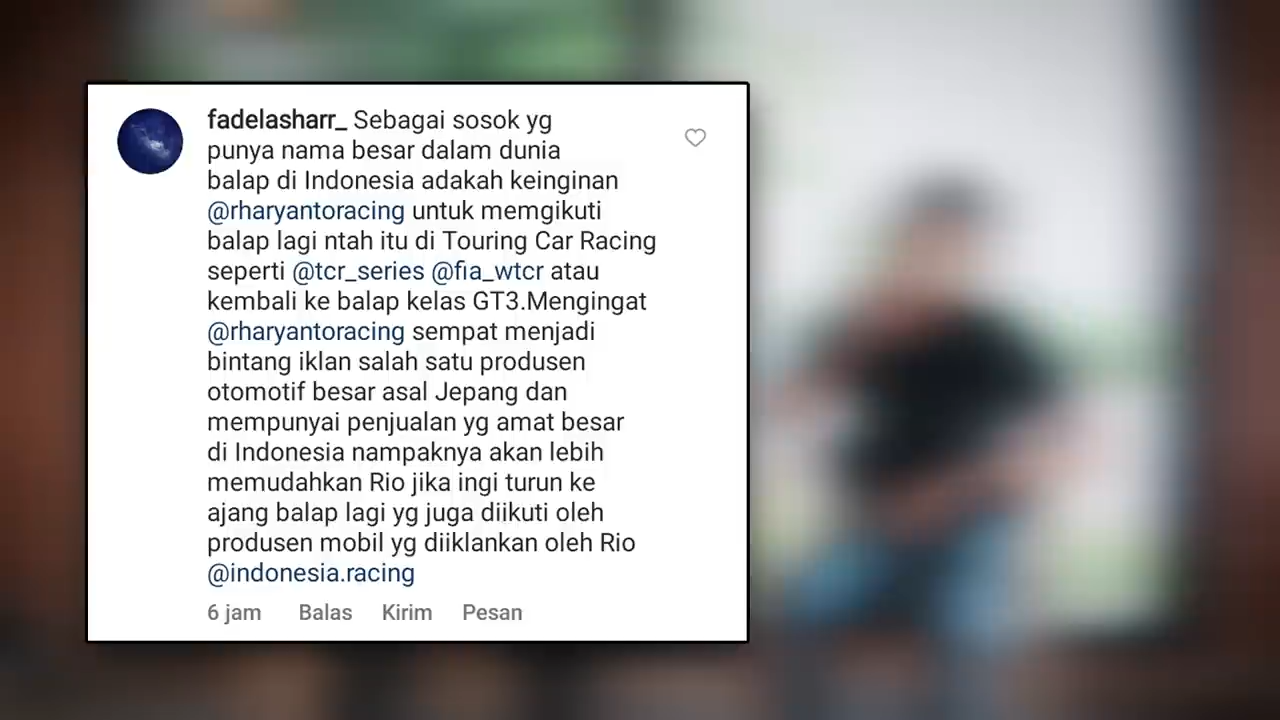 fadelasharr_ Sebagai sosok yg
punya nama besar dalam dunia
balap di Indonesia adakah keinginan
@rharyantoracing untuk memgikuti
balap lagi ntah itu di Touring Car Racing
seperti @tcr_series @fia_wtcr atau
kembali ke balap kelas GT3.Mengingat
@rharyantoracing sempat menjadi
bintang iklan salah satu produsen
otomotif besar asal Jepang dan
mempunyai penjualan yg amat besar
di Indonesia nampaknya akan lebih
memudahkan Rio jika ingi turun ke
ajang balap lagi yg juga diikuti oleh
produsen mobil yg diiklankan oleh Rio
@indonesia.racing
6 jam Balas Kirim Pesan